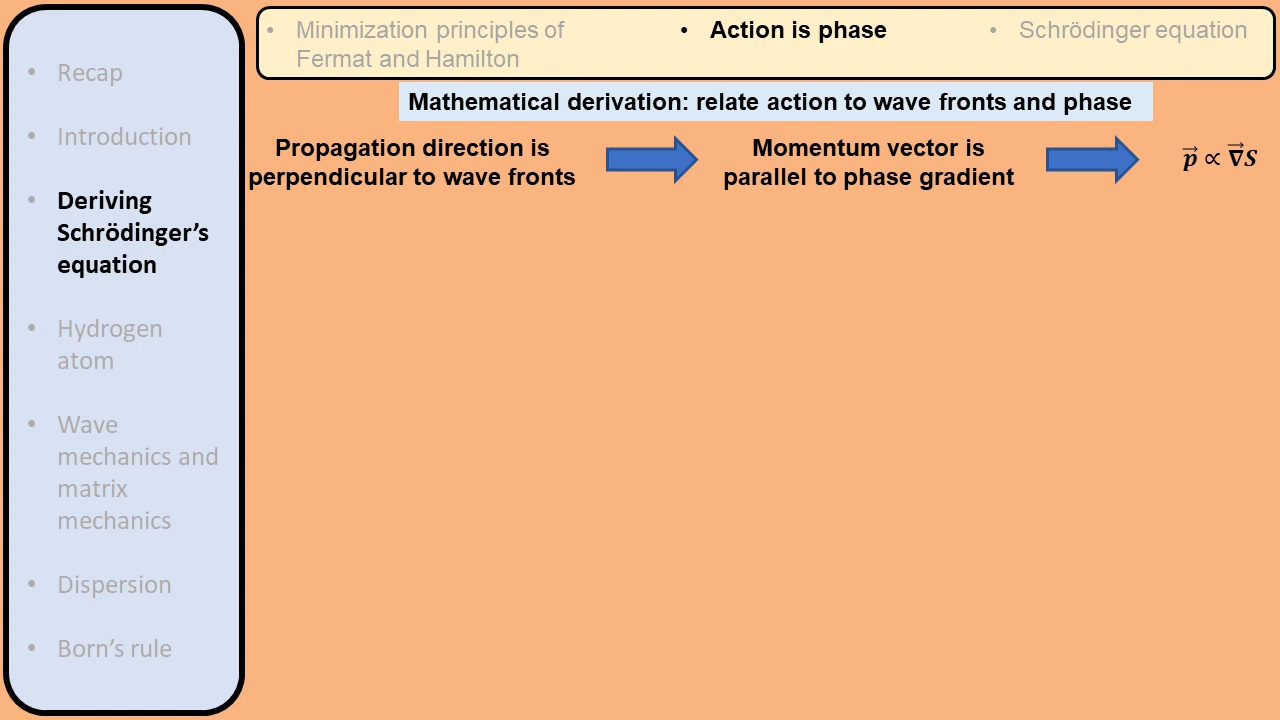 • Recap
• Introduction
• Deriving
Schrödinger’s
equation
• Hydrogen
atom
• Wave
mechanics and
matrix
mechanics
• Dispersion
• Born’s rule
• Minimization principles of
Fermat and Hamilton
• Action is phase
• Schrödinger equation
Mathematical derivation: relate action to wave fronts and phase
Propagation direction is
perpendicular to wave fronts
Momentum vector is
parallel to phase gradient
p⃗ ∝ ∇⃗S